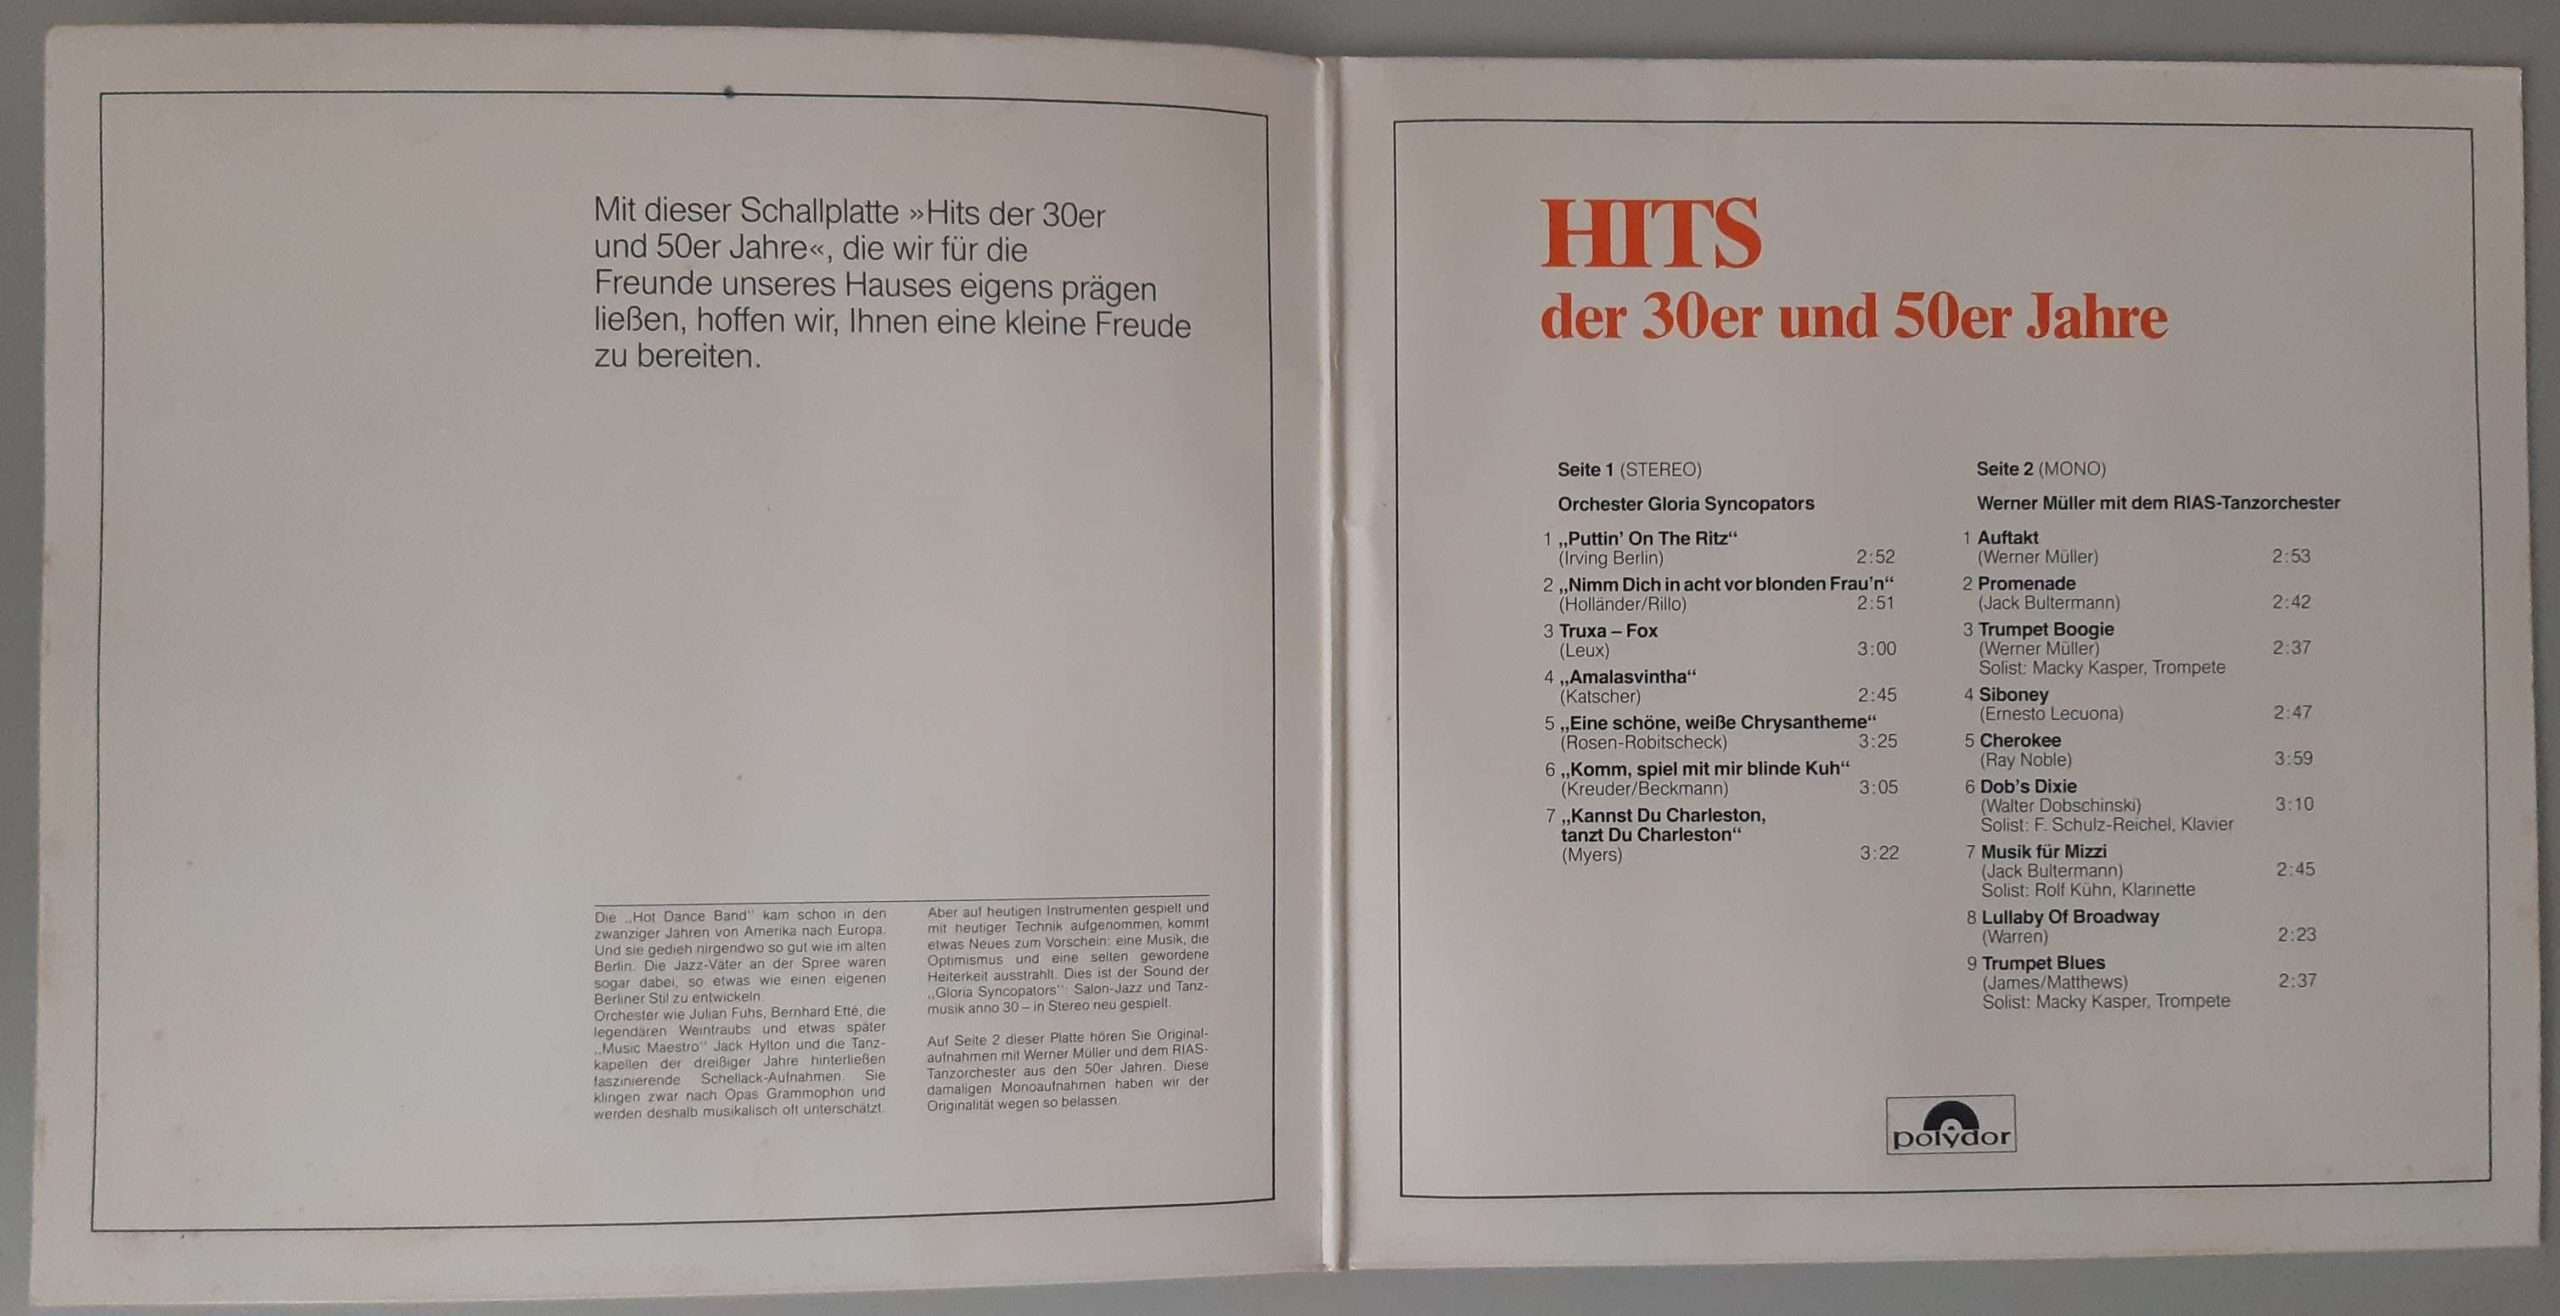 Mit dieser Schallplatte »Hits der 30er
und 50er Jahre«, die wir für die
Freunde unseres Hauses eigens prägen
ließen, hoffen wir, Ihnen eine kleine Freude
zu bereiten.
Die „Hot Dance Band" kam schon in den
zwanziger Jahren von Amerika nach Europa.
Und sie gedieh nirgendwo so gut wie im alten
Berlin. Die Jazz-Väter an der Spree waren
sogar dabei, so etwas wie einen eigenen
Berliner Stil zu entwickeln.
Orchester wie Julian Fuhs, Bernhard Etté, die
legendären Weintraubs und etwas später
„Music Maestro" Jack Hylton und die Tanz-
kapellen der dreißiger Jahre hinterließen
faszinierende Schellack-Aufnahmen. Sie
klingen zwar nach Opas Grammophon und
werden deshalb musikalisch oft unterschätzt.
Aber auf heutigen Instrumenten gespielt und
mit heutiger Technik aufgenommen, kommt
etwas Neues zum Vorschein: eine Musik, die
Optimismus und eine selten gewordene
Heiterkeit ausstrahlt. Dies ist der Sound der
„Gloria Syncopators": Salon-Jazz und Tanz-
musik anno 30 – in Stereo neu gespielt.
Auf Seite 2 dieser Platte hören Sie Original-
aufnahmen mit Werner Müller und dem RIAS-
Tanzorchester aus den 50er Jahren. Diese
damaligen Monoaufnahmen haben wir der
Originalität wegen so belassen.
HITS
der 30er und 50er Jahre
Seite 1 (STEREO)
Orchester Gloria Syncopators
1 „Puttin' On The Ritz“
(Irving Berlin) 2:52
2 „Nimm Dich in acht vor blonden Frau'n“
(Holländer/Rillo) 2:51
3 Truxa – Fox
(Leux) 3:00
4 „Amalasvintha“
(Katscher) 2:45
5 „Eine schöne, weiße Chrysantheme“
(Rosen-Robitscheck) 3:25
6 „Komm, spiel mit mir blinde Kuh“
(Kreuder/Beckmann) 3:05
7 „Kannst Du Charleston,
tanzt Du Charleston“
(Myers) 3:22
Seite 2 (MONO)
Werner Müller mit dem RIAS-Tanzorchester
1 Auftakt
(Werner Müller) 2:53
2 Promenade
(Jack Bultermann) 2:42
3 Trumpet Boogie
(Werner Müller) 2:37
Solist: Macky Kasper, Trompete
4 Siboney
(Ernesto Lecuona) 2:47
5 Cherokee
(Ray Noble) 3:59
6 Dob's Dixie
(Walter Dobschinski) 3:10
Solist: F. Schulz-Reichel, Klavier
7 Musik für Mizzi
(Jack Bultermann) 2:45
Solist: Rolf Kühn, Klarinette
8 Lullaby Of Broadway
(Warren) 2:23
9 Trumpet Blues
(James/Matthews) 2:37
Solist: Macky Kasper, Trompete
polydor